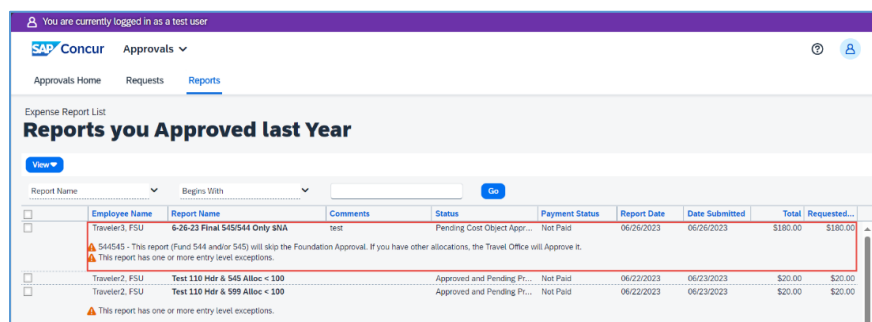 You are currently logged in as a test user
SAP Concur Approvals
Approvals Home Requests Reports
Expense Report List
Reports you Approved last Year
View
Report Name Begins With Go
Employee Name Report Name Comments Status Payment Status Report Date Date Submitted Total Requested...
Traveler3, FSU 6-26-23 Final 545/544 Only $NA test Pending Cost Object Appr... Not Paid 06/26/2023 06/26/2023 $180.00 $180.00
544545 - This report (Fund 544 and/or 545) will skip the Foundation Approval. If you have other allocations, the Travel Office will Approve it.
This report has one or more entry level exceptions.
Traveler2, FSU Test 110 Hdr & 545 Alloc < 100 Approved and Pending Pr... Not Paid 06/22/2023 06/23/2023 $20.00 $20.00
Traveler2, FSU Test 110 Hdr & 599 Alloc < 100 Approved and Pending Pr... Not Paid 06/22/2023 06/23/2023 $20.00 $20.00
This report has one or more entry level exceptions.